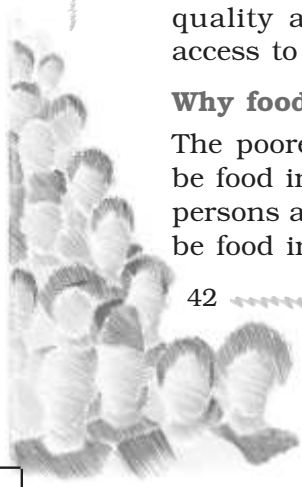 quality a
access to
Why food
The poore
be food in
persons a
be food in
42